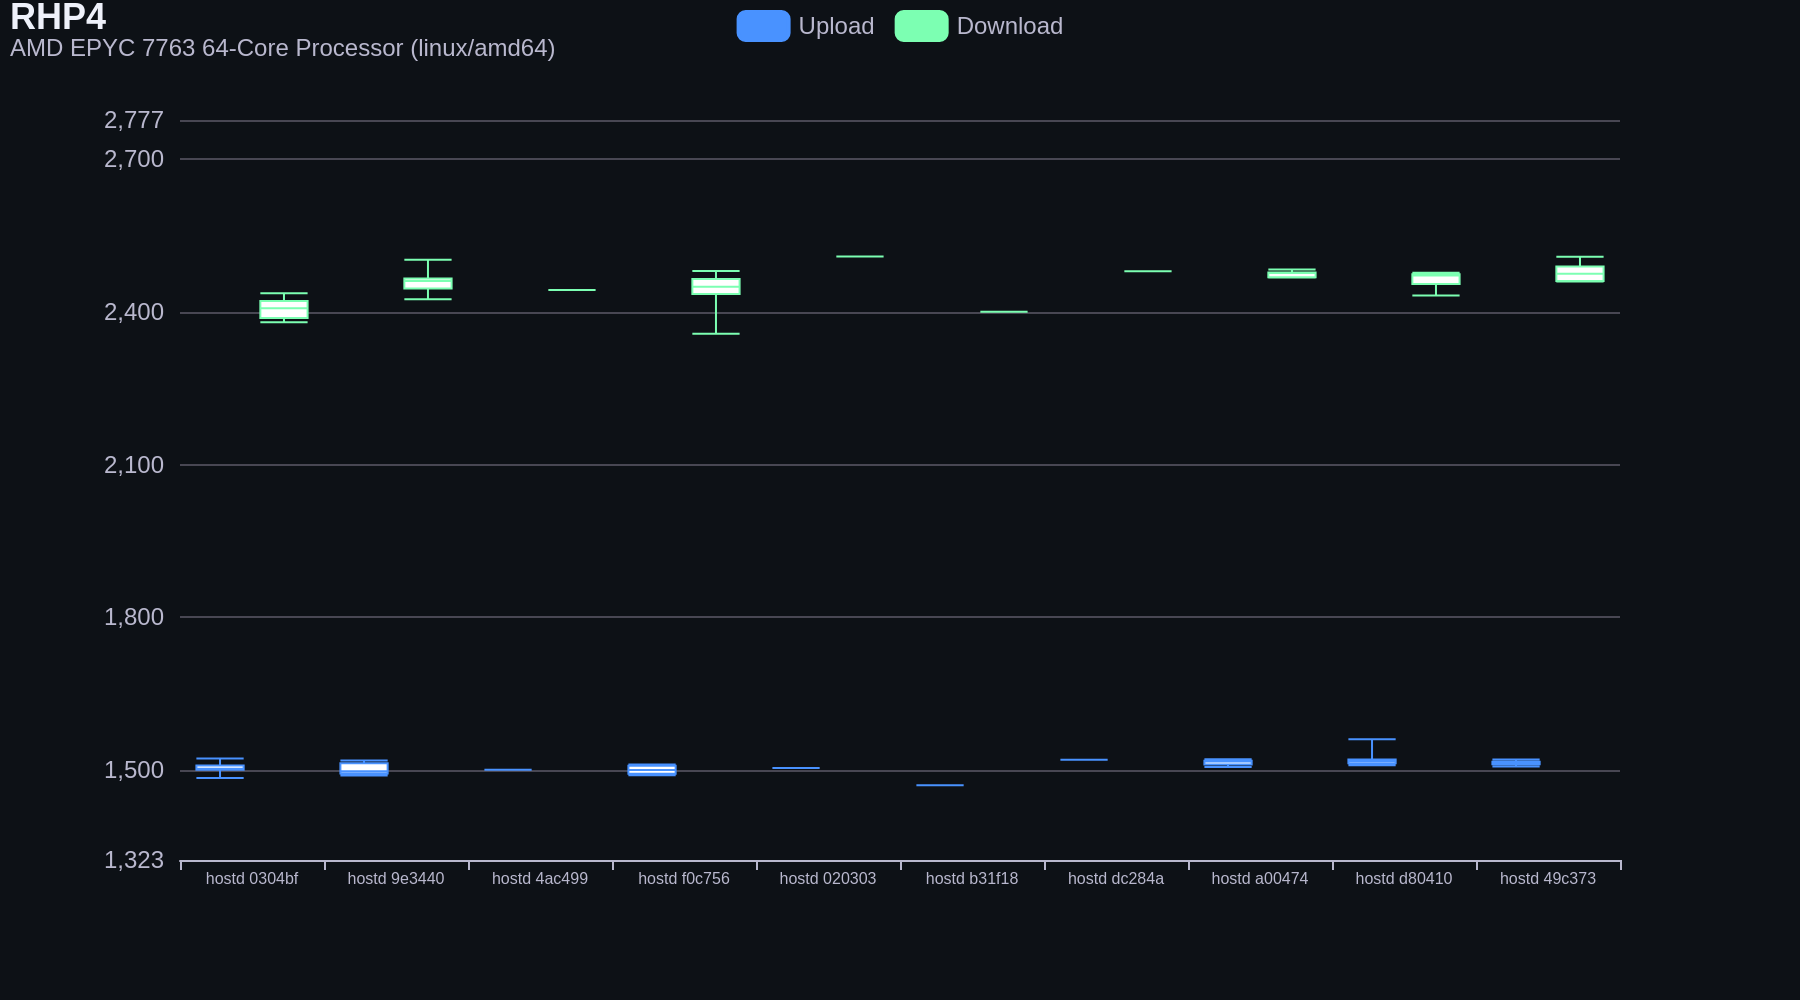 RHP4
AMD EPYC 7763 64-Core Processor (linux/amd64)
Upload Download
2,777
2,700
2,400
2,100
1,800
1,500
1,323
hostd 0304bf hostd 9e3440 hostd 4ac499 hostd f0c756 hostd 020303 hostd b31f18 hostd dc284a hostd a00474 hostd d80410 hostd 49c373